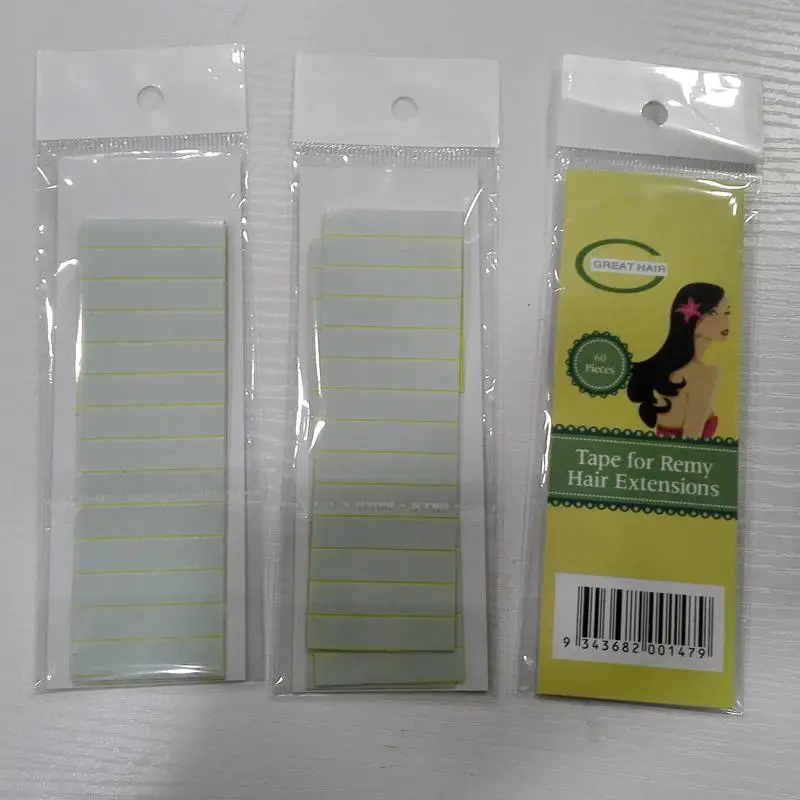 GREAT HAIR
60
Pieces
Tape for Remy
Hair Extensions
9 343682 001479